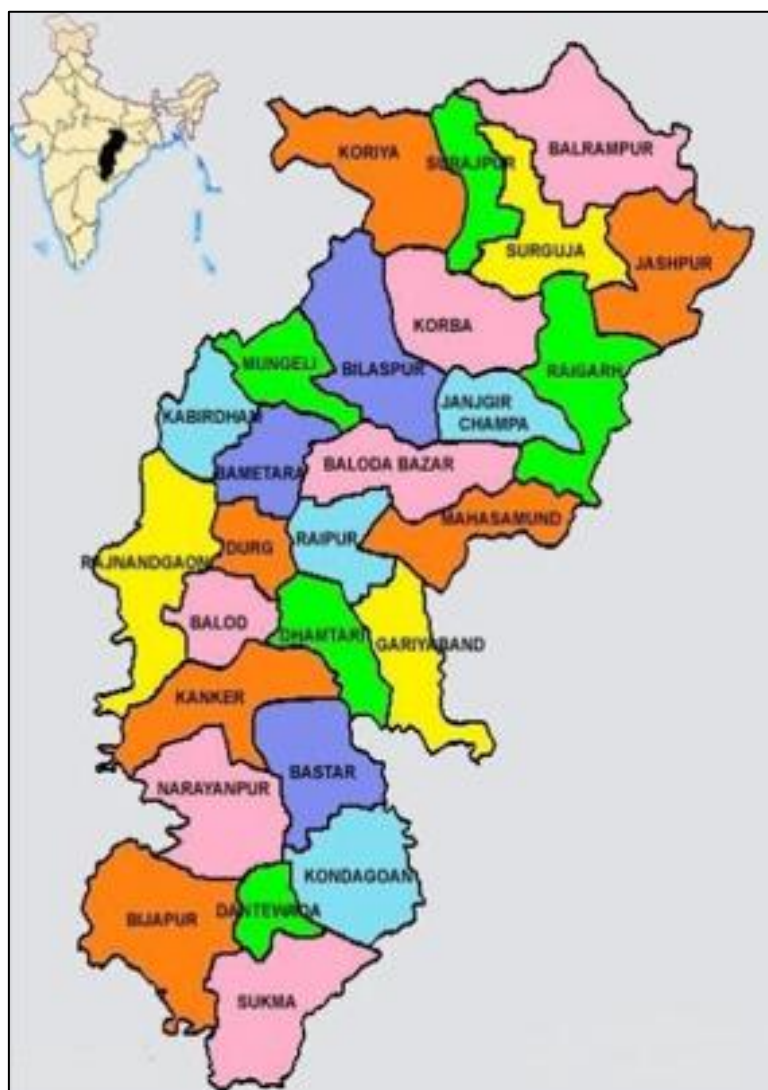 BALRAMPUR
KORIYA
SURAJPUR
SURGUJA
JASHPUR
KORBA
MUNGELI
BILASPUR
RAIGARH
JANJGIR
CHAMPA
KABIRDHAM
BAMETARA
BALODA BAZAR
MAHASAMUND
RAIPUR
DURG
RAJNANDGAON
BALOD
DHAMTARI
GARIYABAND
KANKER
BASTAR
NARAYANPUR
KONDAGOAN
DANTEWADA
BIJAPUR
SUKMA